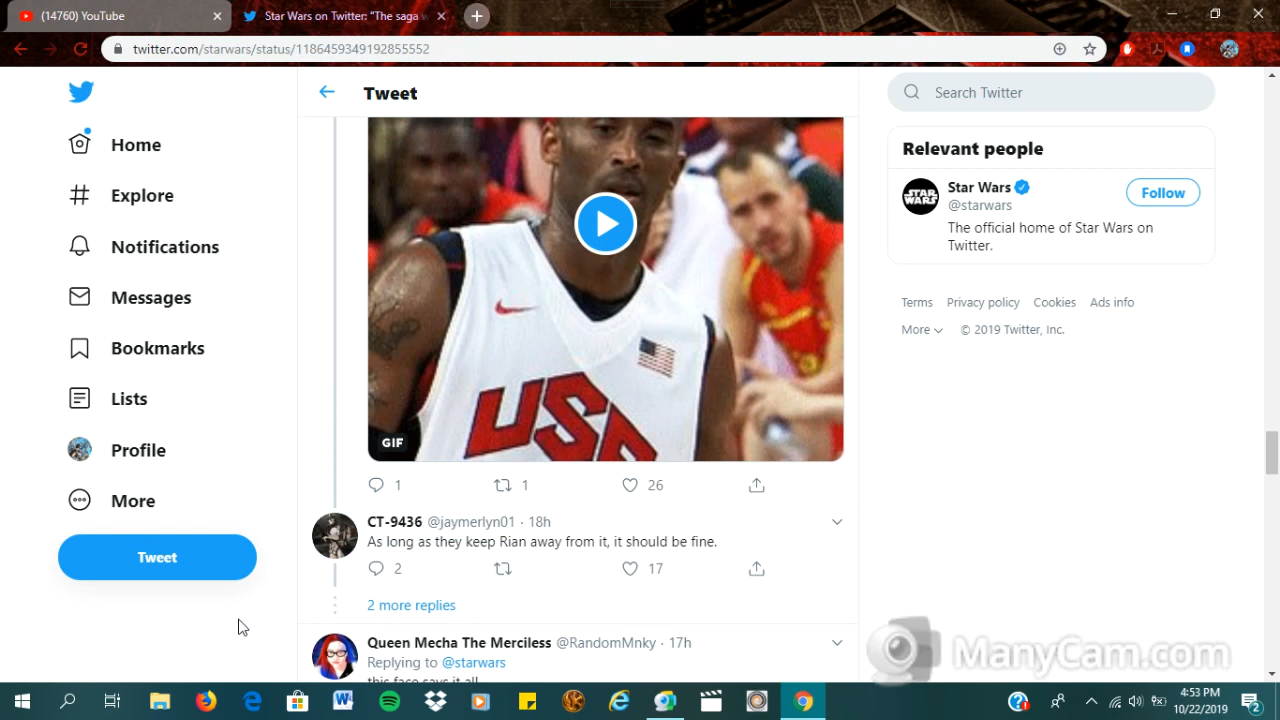 (14760) YouTube
Star Wars on Twitter: "The saga w
twitter.com/starwars/status/1186459349192855552
Home
Explore
Notifications
Messages
Bookmarks
Lists
Profile
More
Tweet
Tweet
USA
GIF
1 1 26
CT-9436 @jaymerlyn01 · 18h
As long as they keep Rian away from it, it should be fine.
2 17
2 more replies
Queen Mecha The Merciless @RandomMnky · 17h
Replying to @starwars
this face says it all
Search Twitter
Relevant people
STAR WARS
Star Wars
@starwars
Follow
The official home of Star Wars on
Twitter.
Terms Privacy policy Cookies Ads info
More © 2019 Twitter, Inc.
ManyCam.com
4:53 PM
10/22/2019
2